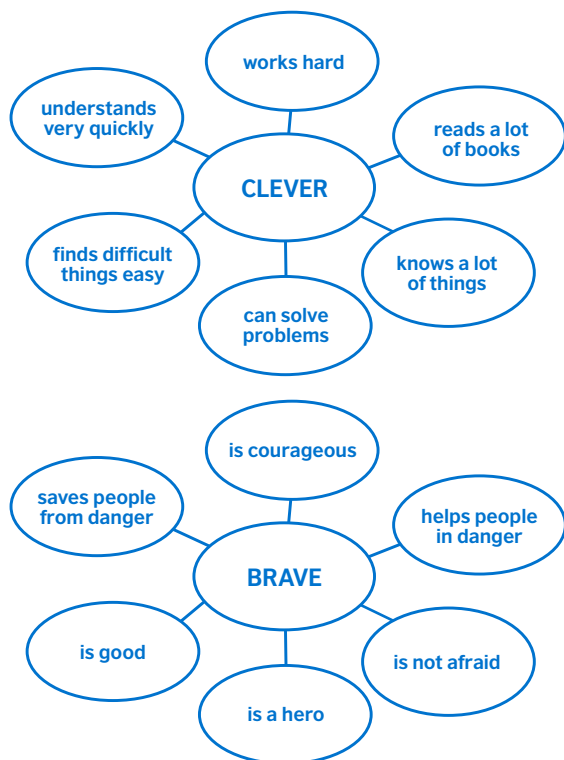 works hard
understands
very quickly
reads a lot
of books
CLEVER
finds difficult
things easy
knows a lot
of things
can solve
problems
is courageous
saves people
from danger
helps people
in danger
BRAVE
is good
is not afraid
is a hero